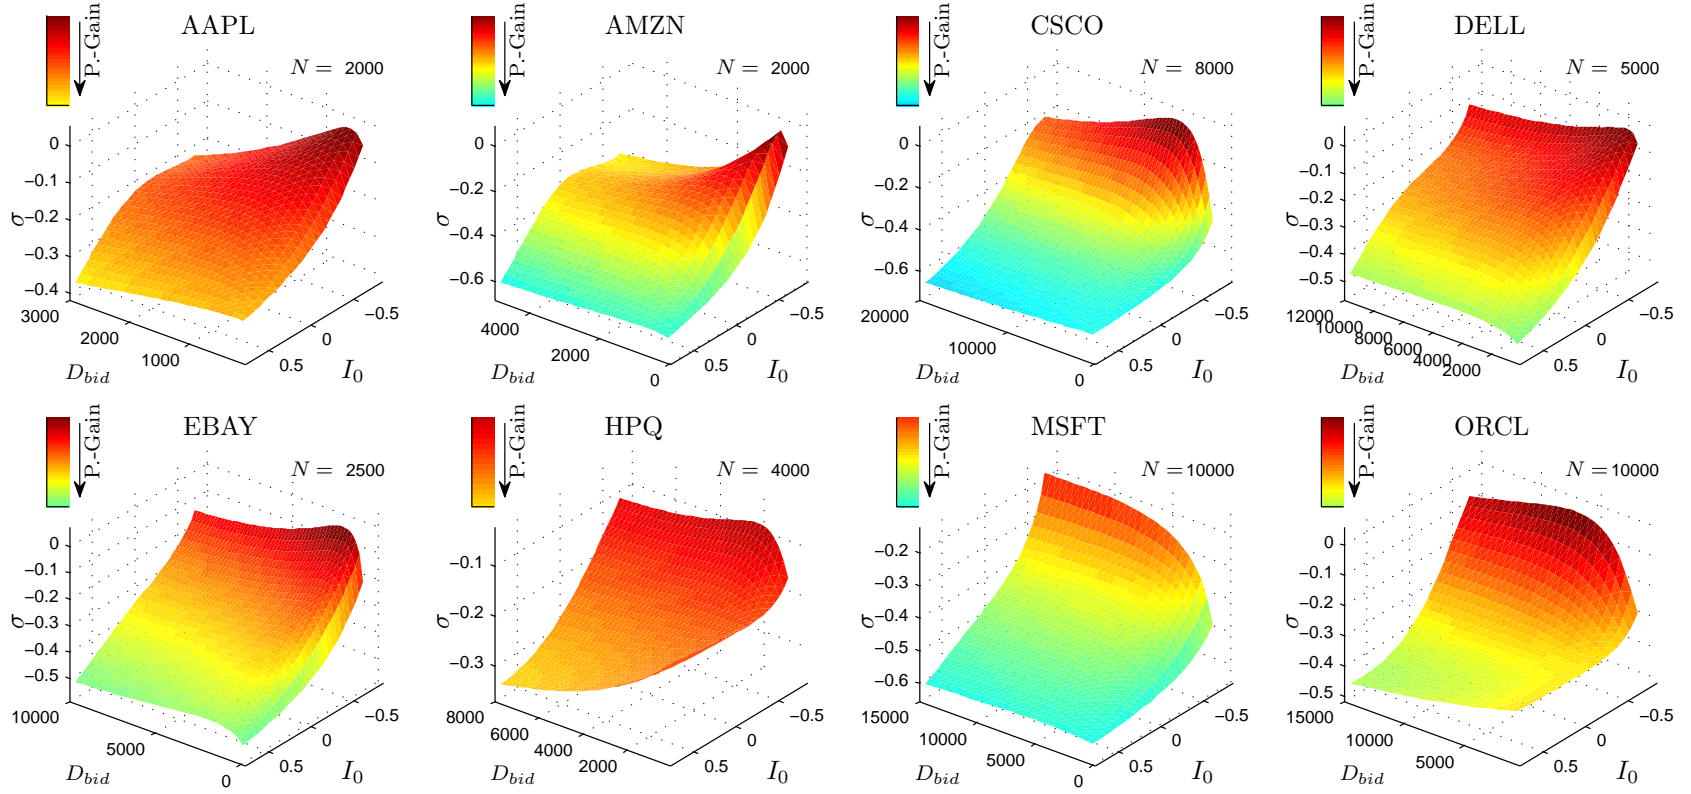 AAPL
P.-Gain
N = 2000
0
−0.1
−0.2
−0.3
−0.4
σ
3000
2000
1000
D_bid
0.5
0
−0.5
I_0
AMZN
P.-Gain
N = 2000
0
−0.2
−0.4
−0.6
σ
4000
2000
0
D_bid
0.5
0
−0.5
I_0
CSCO
P.-Gain
N = 8000
0
−0.2
−0.4
−0.6
σ
20000
10000
0
D_bid
0.5
0
−0.5
I_0
DELL
P.-Gain
N = 5000
0
−0.1
−0.2
−0.3
−0.4
−0.5
σ
12000
10000
8000
6000
4000
2000
D_bid
0.5
0
−0.5
I_0
EBAY
P.-Gain
N = 2500
0
−0.1
−0.2
−0.3
−0.4
−0.5
σ
10000
5000
0
D_bid
0.5
0
−0.5
I_0
HPQ
P.-Gain
N = 4000
−0.1
−0.2
−0.3
σ
8000
6000
4000
2000
D_bid
0.5
0
−0.5
I_0
MSFT
P.-Gain
N = 10000
−0.2
−0.3
−0.4
−0.5
−0.6
σ
15000
10000
5000
0
D_bid
0.5
0
−0.5
I_0
ORCL
P.-Gain
N = 10000
0
−0.1
−0.2
−0.3
−0.4
−0.5
σ
15000
10000
5000
D_bid
0.5
0
−0.5
I_0